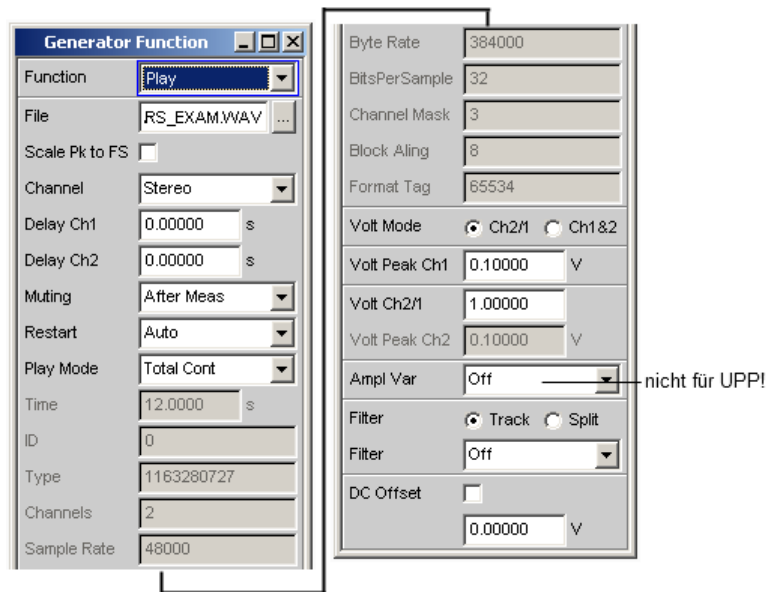 Generator Function
Function Play
File RS_EXAM.WAV ...
Scale Pk to FS
Channel Stereo
Delay Ch1 0.00000 s
Delay Ch2 0.00000 s
Muting After Meas
Restart Auto
Play Mode Total Cont
Time 12.0000 s
ID 0
Type 1163280727
Channels 2
Sample Rate 48000
Byte Rate 384000
BitsPerSample 32
Channel Mask 3
Block Aling 8
Format Tag 65534
Volt Mode Ch2/1 Ch1&2
Volt Peak Ch1 0.10000 V
Volt Ch2/1 1.00000
Volt Peak Ch2 0.10000 V
Ampl Var Off nicht für UPP!
Filter Track Split
Filter Off
DC Offset
0.00000 V